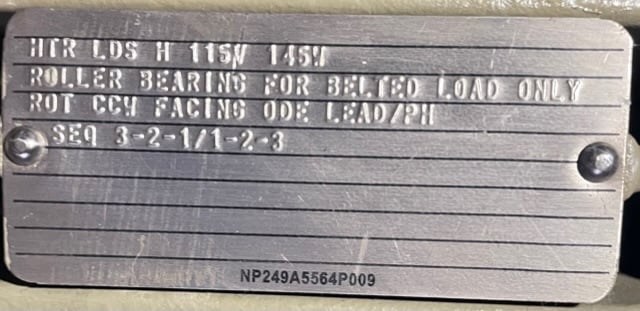 HTR LDS H 115V 145W
ROLLER BEARING FOR BELTED LOAD ONLY
ROT CCW FACING ODE LEAD/PH
SEQ 3-2-1/1-2-3
NP249A5564P009